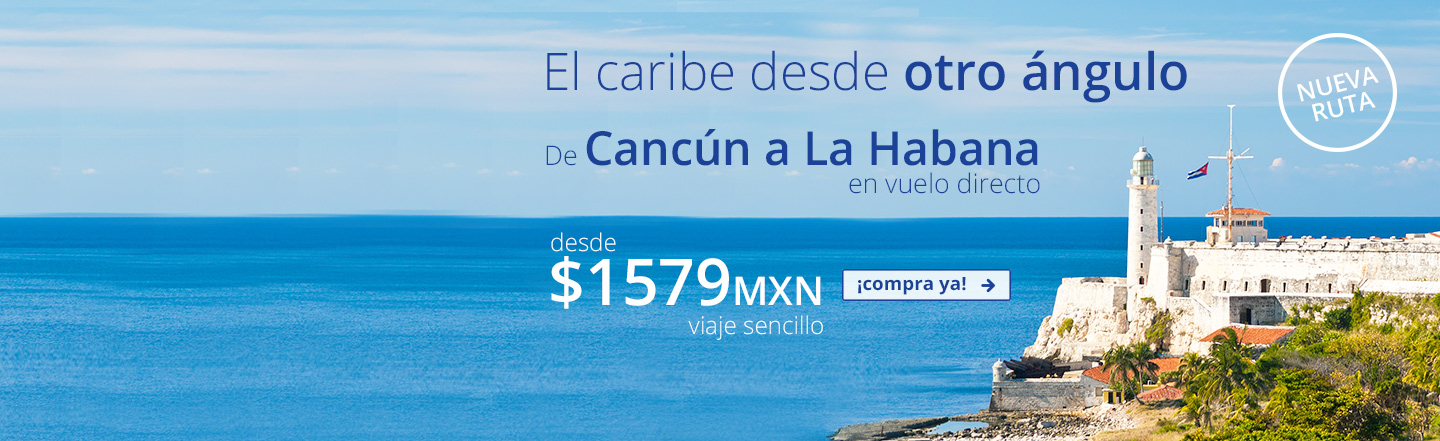 El caribe desde otro ángulo
NUEVA
RUTA
De Cancún a La Habana
en vuelo directo
desde
$1579MXN
¡compra ya!
viaje sencillo